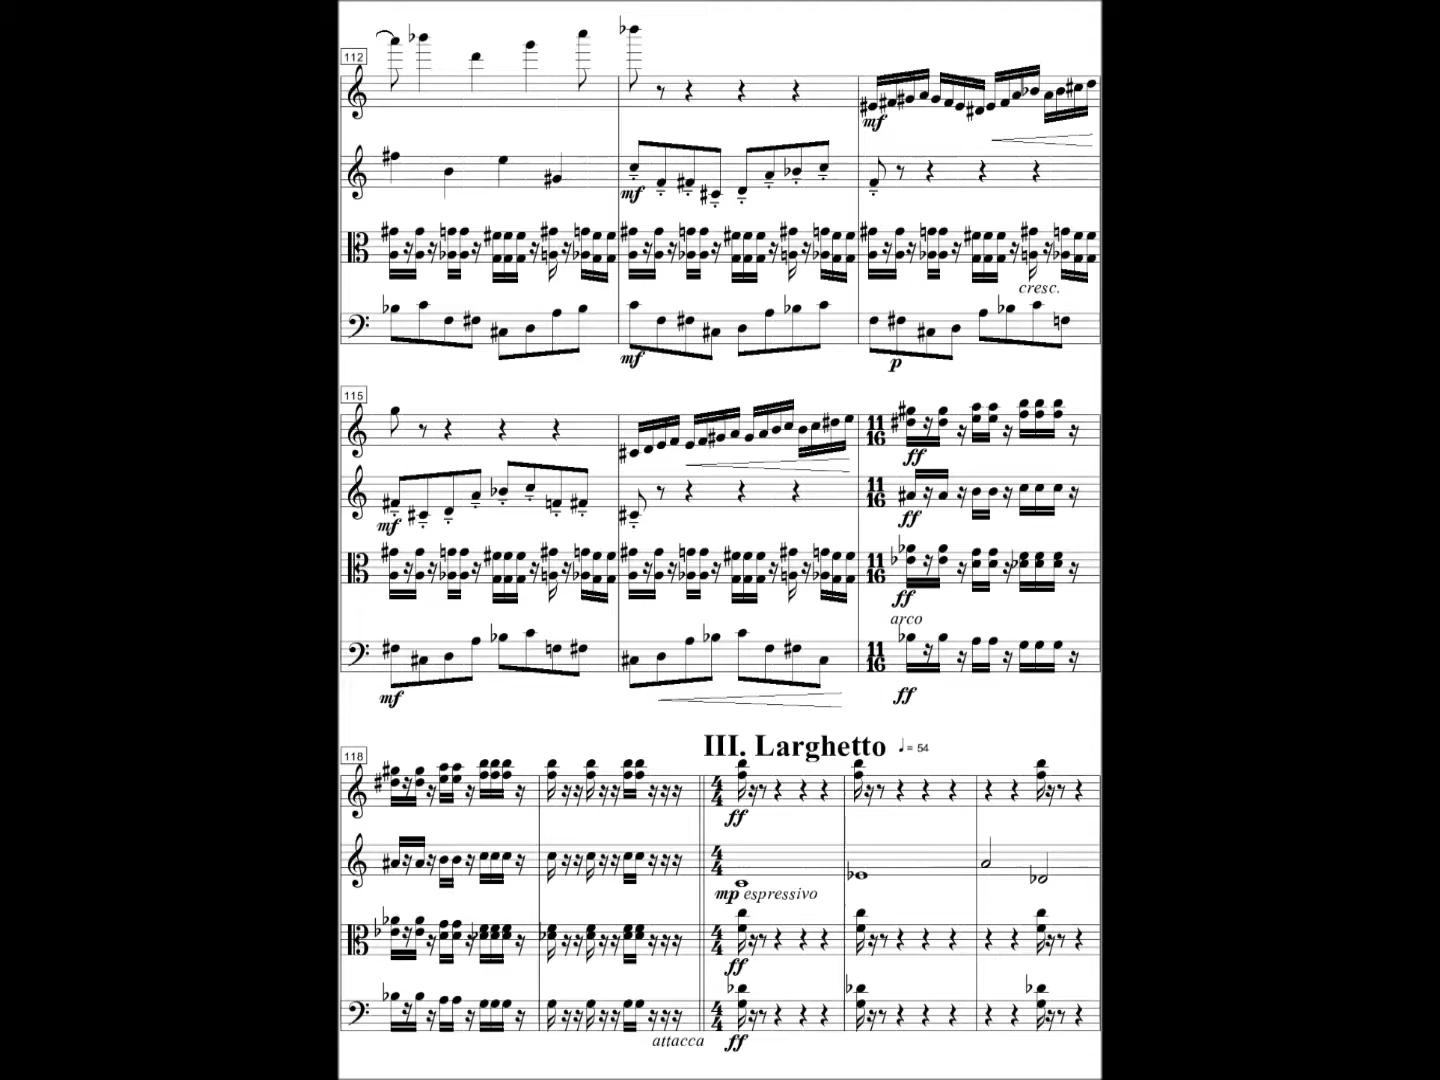 112
mf
mf
cresc.
mf
p
115
mf
11 16
ff
11 16
ff
11 16
ff
arco
mf
11 16
ff
III. Larghetto ♩= 54
118
4 4
ff
4 4
mp espressivo
4 4
ff
4 4
attacca ff